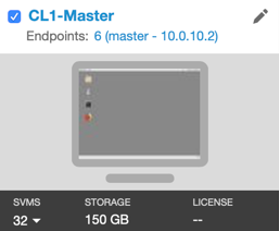 CL1-Master
Endpoints: 6 (master - 10.0.10.2)
SVMS STORAGE LICENSE
32 150 GB --